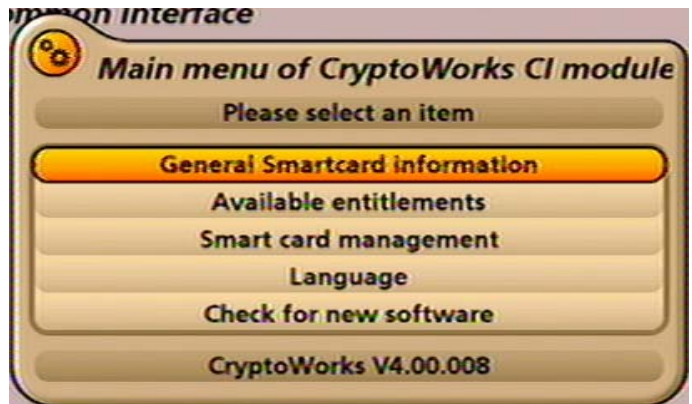 ommon Interface
Main menu of CryptoWorks CI module
Please select an item
General Smartcard information
Available entitlements
Smart card management
Language
Check for new software
CryptoWorks V4.00.008